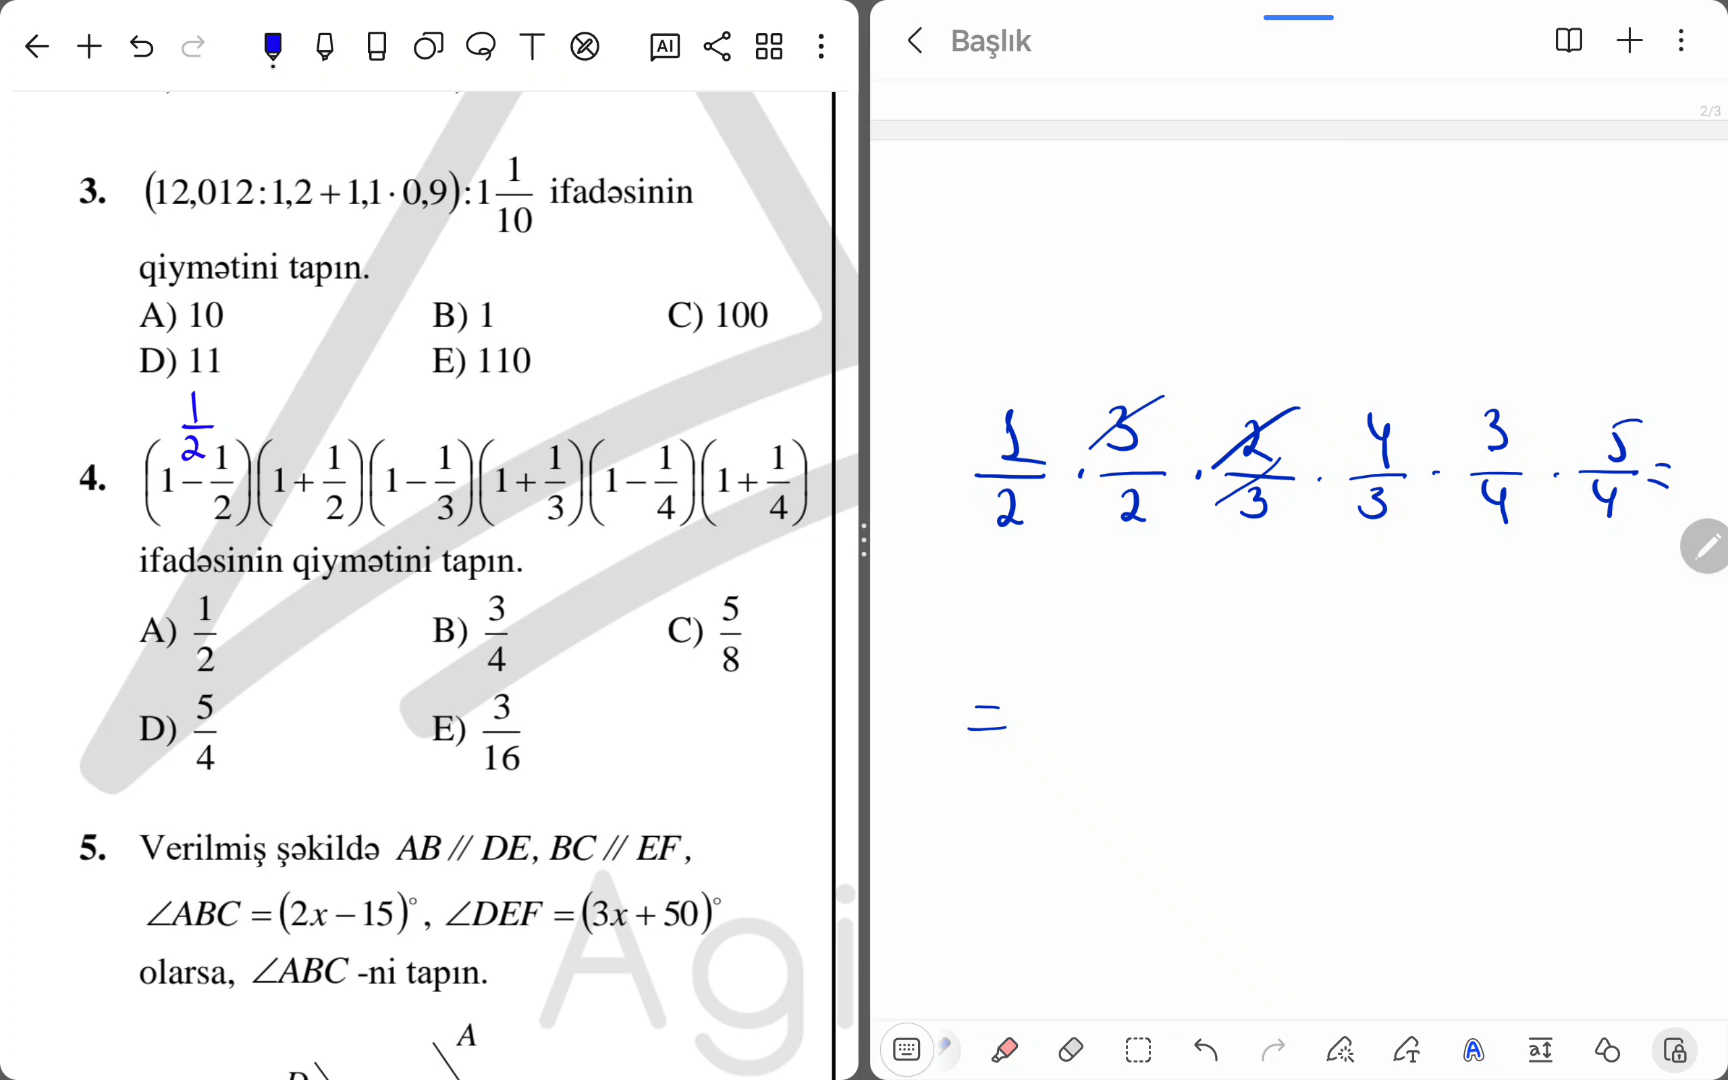 Başlık
2/3
3. (12,012:1,2+1,1·0,9):1 1/10 ifadəsinin
qiymətini tapın.
A) 10 B) 1 C) 100
D) 11 E) 110
1/2
4. (1−1/2)(1+1/2)(1−1/3)(1+1/3)(1−1/4)(1+1/4)
ifadəsinin qiymətini tapın.
A) 1/2 B) 3/4 C) 5/8
D) 5/4 E) 3/16
5. Verilmiş şəkildə AB // DE, BC // EF,
∠ABC = (2x−15)°, ∠DEF = (3x+50)°
olarsa, ∠ABC -ni tapın.
A
D
Agi
1/2 · 3/2 · 2/3 · 4/3 · 3/4 · 5/4 =
=